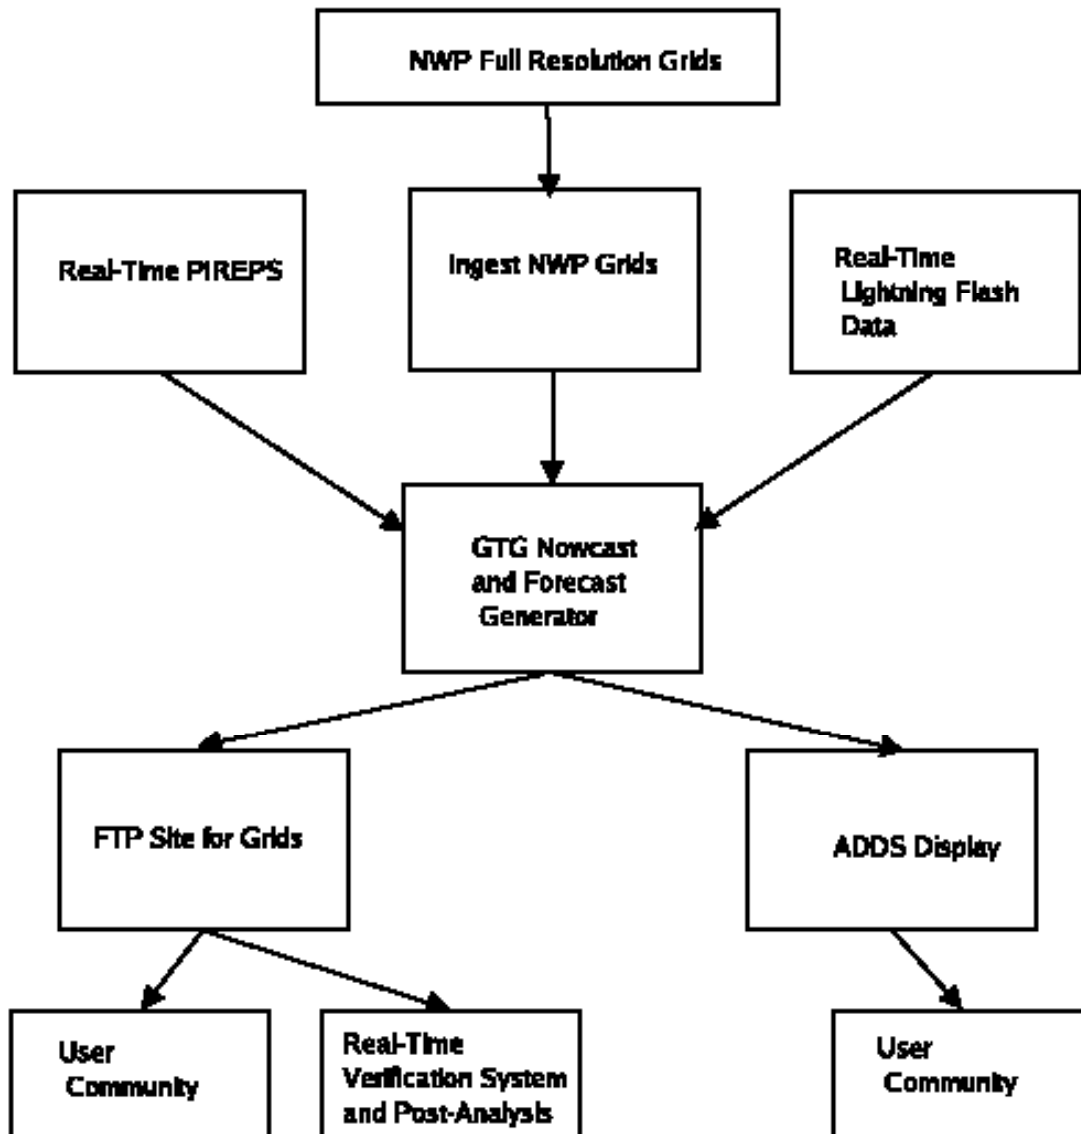 NWP Full Resolution Grids
Real-Time PIREPS
Ingest NWP Grids
Real-Time
Lightning Flash
Data
GTG Nowcast
and Forecast
Generator
FTP Site for Grids
ADDS Display
User
Community
Real-Time
Verification System
and Post-Analysis
User
Community